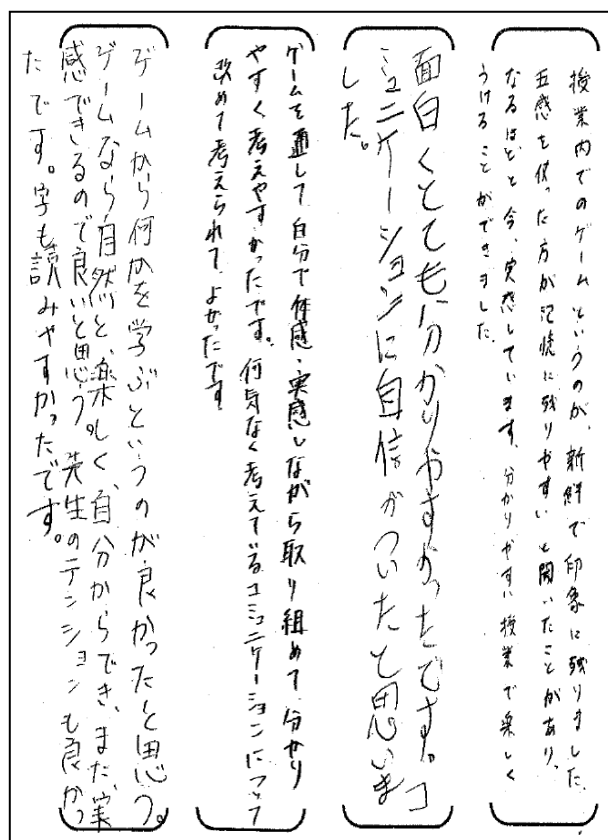 授業内でのゲームというのが、新鮮で印象に残りました。
五感を使った方が記憶に残りやすいと聞いたことがあり、
なるほどと今、実感しています。分かりやすい授業で楽しく
うけることができました。
面白くとても分かりやすかったです。コ
ミュニケーションに自信がついたと思いま
した。
ゲームを通して、自分で体感・実感しながら取り組めて、分かり
やすく考えやすかったです。何気なく考えているコミュニケーションについて
改めて考えられて、よかったです
ゲームから何かを学ぶというのが良かったと思う。
ゲームなら自然と、楽しく、自分からでき、また、実
感できるので良いと思う。先生のテンションも良かっ
たです。字も読みやすかったです。